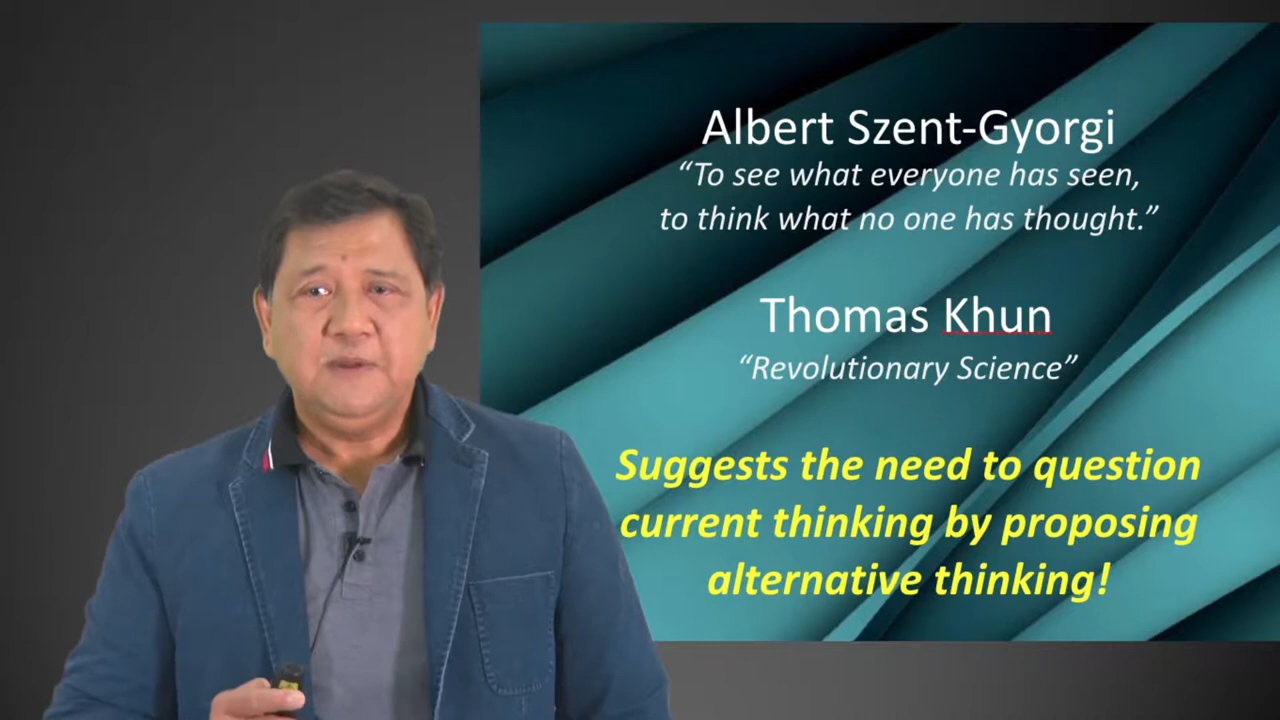 Albert Szent-Gyorgi
“To see what everyone has seen,
to think what no one has thought.”
Thomas Khun
“Revolutionary Science”
Suggests the need to question
current thinking by proposing
alternative thinking!